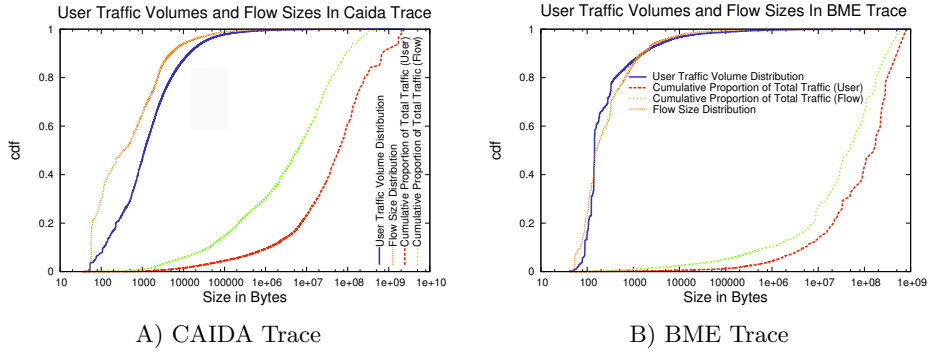 User Traffic Volumes and Flow Sizes In Caida Trace
1
0.8
0.6
0.4
0.2
0
cdf
10 100 1000 10000 100000 1e+06 1e+07 1e+08 1e+09 1e+10
Size in Bytes
User Traffic Volume Distribution
Flow Size Distribution
Cumulative Proportion of Total Traffic (User)
Cumulative Proportion of Total Traffic (Flow)
A) CAIDA Trace
User Traffic Volumes and Flow Sizes In BME Trace
1
0.8
0.6
0.4
0.2
0
cdf
10 100 1000 10000 100000 1e+06 1e+07 1e+08 1e+09
Size in Bytes
User Traffic Volume Distribution
Cumulative Proportion of Total Traffic (User)
Cumulative Proportion of Total Traffic (Flow)
Flow Size Distribution
B) BME Trace